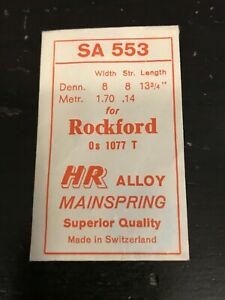 SA 553
Width Str. Length
Denn. 8 8 13¾"
Metr. 1.70 .14
for
Rockford
0s 1077 T
HR ALLOY
MAINSPRING
Superior Quality
Made in Switzerland